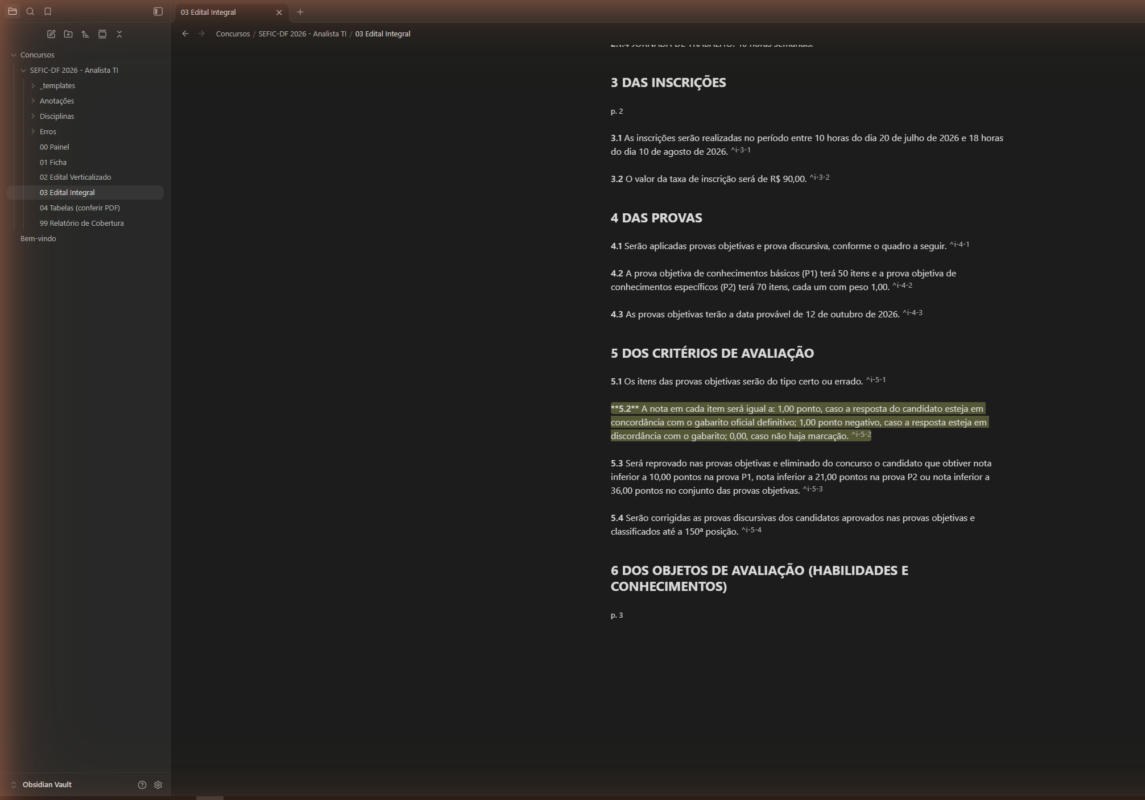 03 Edital Integral
Concursos / SEFIC-DF 2026 - Analista TI / 03 Edital Integral
Concursos
SEFIC-DF 2026 - Analista TI
_templates
Anotações
Disciplinas
Erros
00 Painel
01 Ficha
02 Edital Verticalizado
03 Edital Integral
04 Tabelas (conferir PDF)
99 Relatório de Cobertura
Bem-vindo
Obsidian Vault
3 DAS INSCRIÇÕES
p. 2
3.1 As inscrições serão realizadas no período entre 10 horas do dia 20 de julho de 2026 e 18 horas
do dia 10 de agosto de 2026. ^i-3-1
3.2 O valor da taxa de inscrição será de R$ 90,00. ^i-3-2
4 DAS PROVAS
4.1 Serão aplicadas provas objetivas e prova discursiva, conforme o quadro a seguir. ^i-4-1
4.2 A prova objetiva de conhecimentos básicos (P1) terá 50 itens e a prova objetiva de
conhecimentos específicos (P2) terá 70 itens, cada um com peso 1,00. ^i-4-2
4.3 As provas objetivas terão a data provável de 12 de outubro de 2026. ^i-4-3
5 DOS CRITÉRIOS DE AVALIAÇÃO
5.1 Os itens das provas objetivas serão do tipo certo ou errado. ^i-5-1
**5.2** A nota em cada item será igual a: 1,00 ponto, caso a resposta do candidato esteja em
concordância com o gabarito oficial definitivo; 1,00 ponto negativo, caso a resposta esteja em
discordância com o gabarito; 0,00, caso não haja marcação. ^i-5-2
5.3 Será reprovado nas provas objetivas e eliminado do concurso o candidato que obtiver nota
inferior a 10,00 pontos na prova P1, nota inferior a 21,00 pontos na prova P2 ou nota inferior a
36,00 pontos no conjunto das provas objetivas. ^i-5-3
5.4 Serão corrigidas as provas discursivas dos candidatos aprovados nas provas objetivas e
classificados até a 150ª posição. ^i-5-4
6 DOS OBJETOS DE AVALIAÇÃO (HABILIDADES E
CONHECIMENTOS)
p. 3